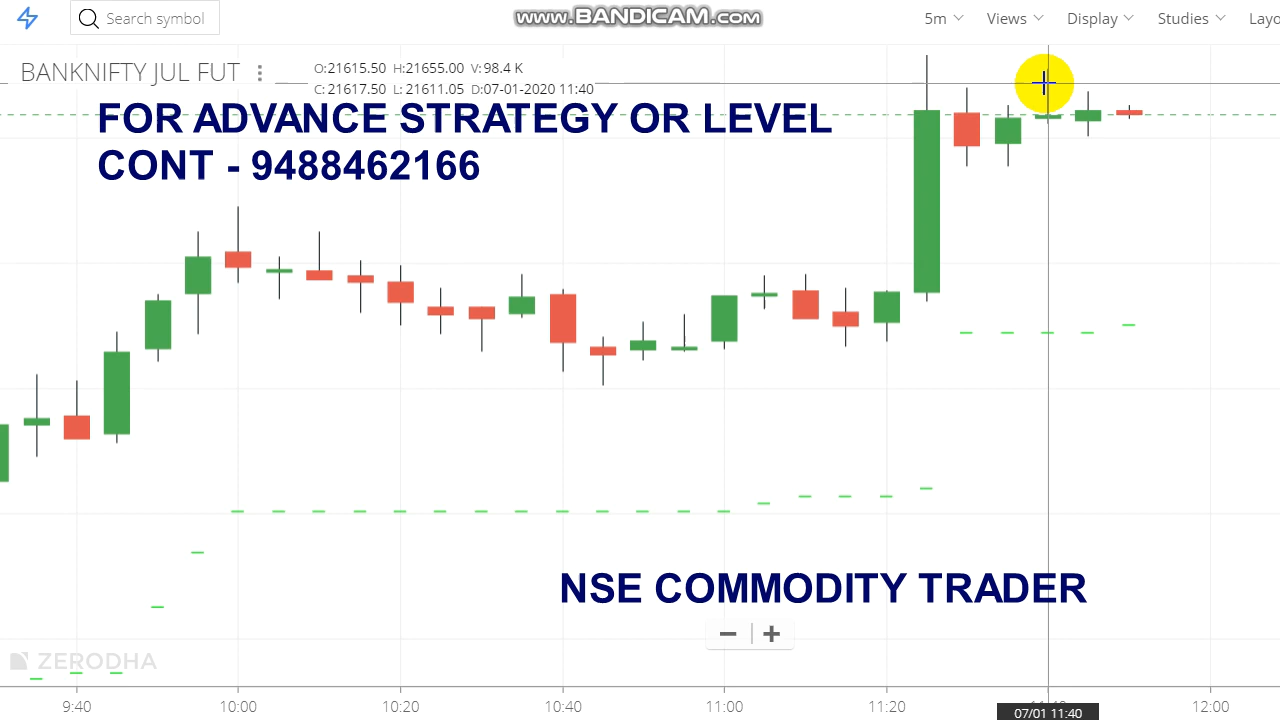 www.BANDICAM.com
Search symbol
5m Views Display Studies Layo
BANKNIFTY JUL FUT
O:21615.50 H:21655.00 V:98.4 K
C:21617.50 L:21611.05 D:07-01-2020 11:40
FOR ADVANCE STRATEGY OR LEVEL
CONT - 9488462166
NSE COMMODITY TRADER
ZERODHA
9:40 10:00 10:20 10:40 11:00 11:20 12:00
07/01 11:40